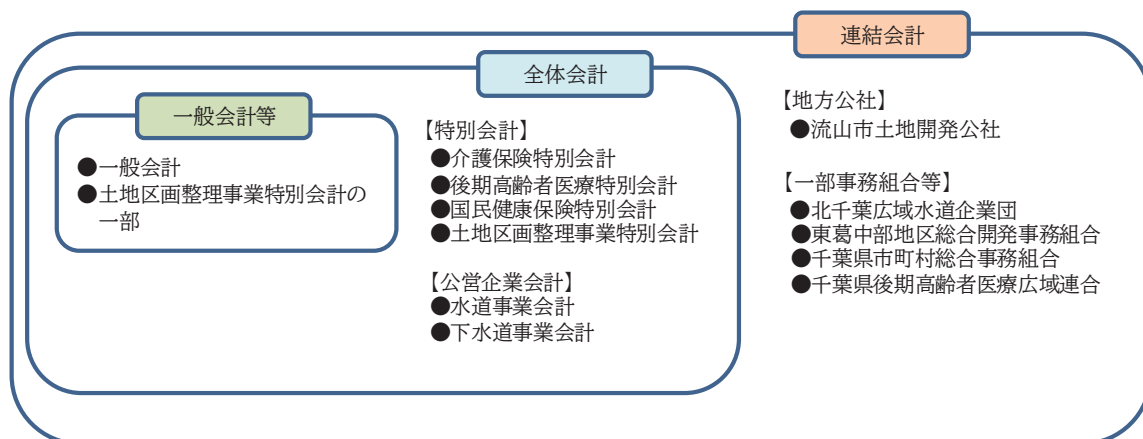 連結会計
全体会計
一般会計等
●一般会計
●土地区画整理事業特別会計の
一部
【特別会計】
●介護保険特別会計
●後期高齢者医療特別会計
●国民健康保険特別会計
●土地区画整理事業特別会計
【公営企業会計】
●水道事業会計
●下水道事業会計
【地方公社】
●流山市土地開発公社
【一部事務組合等】
●北千葉広域水道企業団
●東葛中部地区総合開発事務組合
●千葉県市町村総合事務組合
●千葉県後期高齢者医療広域連合